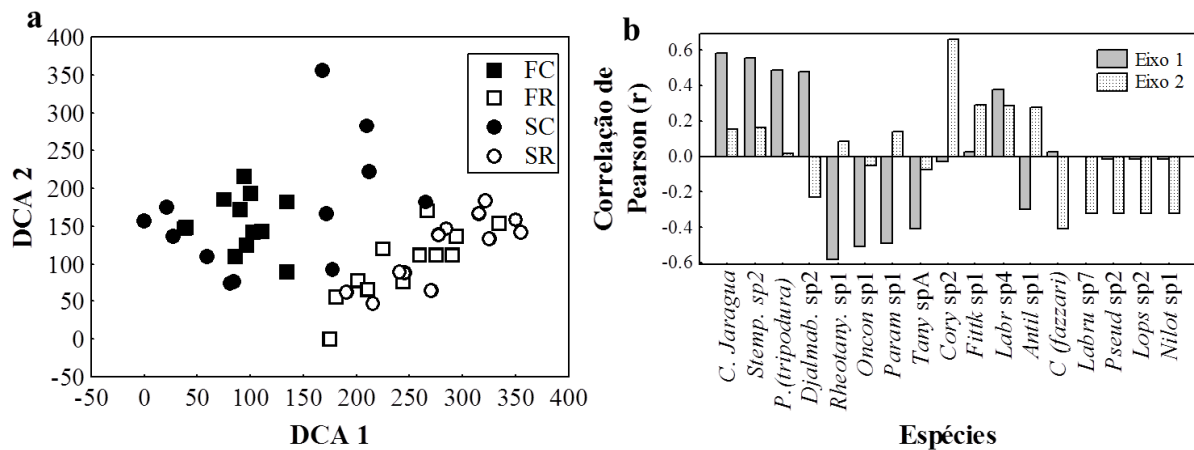 a
400
350
300
250
200
150
100
50
0
-50
DCA 2
-50 0 50 100 150 200 250 300 350 400
DCA 1
FC
FR
SC
SR
b
0.6
0.4
0.2
0.0
-0.2
-0.4
-0.6
Correlação de
Pearson (r)
Eixo 1
Eixo 2
C. Jaragua
Stemp. sp2
P.(tripodura)
Djalmab. sp2
Rheotany. sp1
Oncon sp1
Param sp1
Tany spA
Cory sp2
Fittk sp1
Labr sp4
Antil sp1
C (fazzari)
Labru sp7
Pseud sp2
Lops sp2
Nilot sp1
Espécies